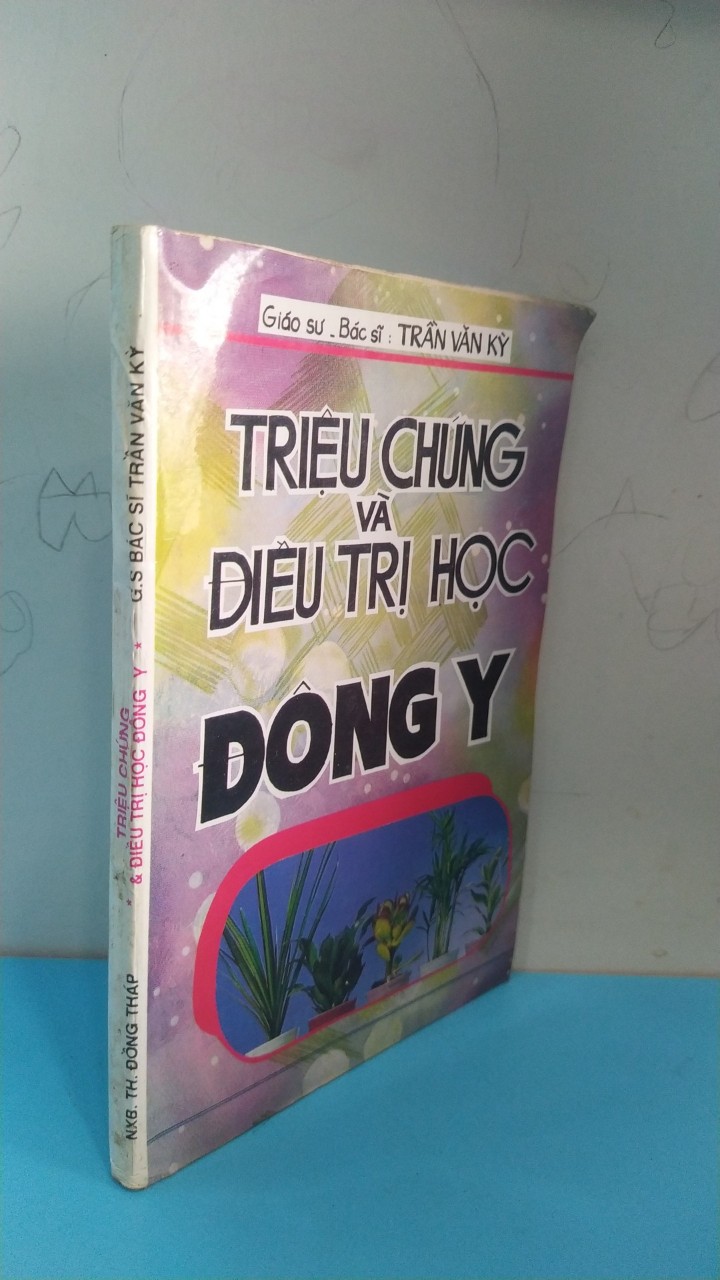 Giáo sư - Bác sĩ : TRẦN VĂN KỲ
TRIỆU CHỨNG
VÀ
ĐIỀU TRỊ HỌC
ĐÔNG Y
G.S BÁC SĨ TRẦN VĂN KỲ
TRIỆU CHỨNG
* & ĐIỀU TRỊ HỌC ĐÔNG Y *
NXB. TH. ĐỒNG THÁP